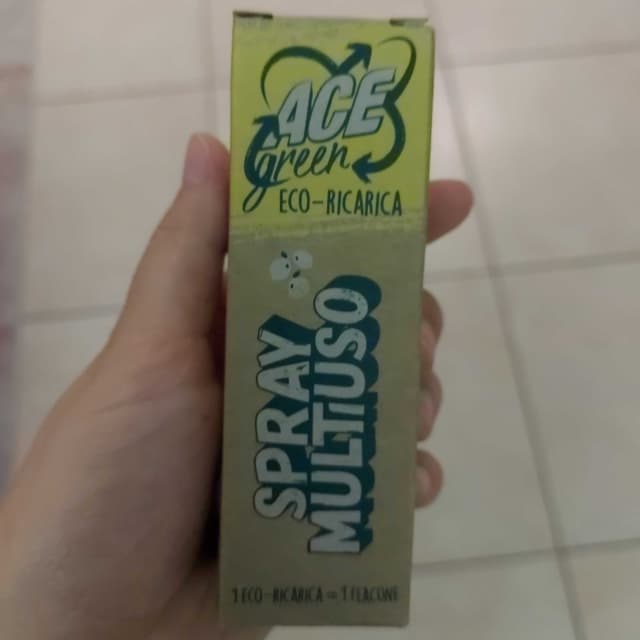 ACE
green
ECO-RICARICA
SPRAY
MULTIUSO
1 ECO-RICARICA = 1 FLACONE